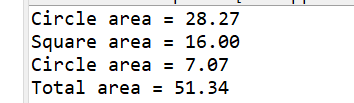 Circle area = 28.27
Square area = 16.00
Circle area = 7.07
Total area = 51.34